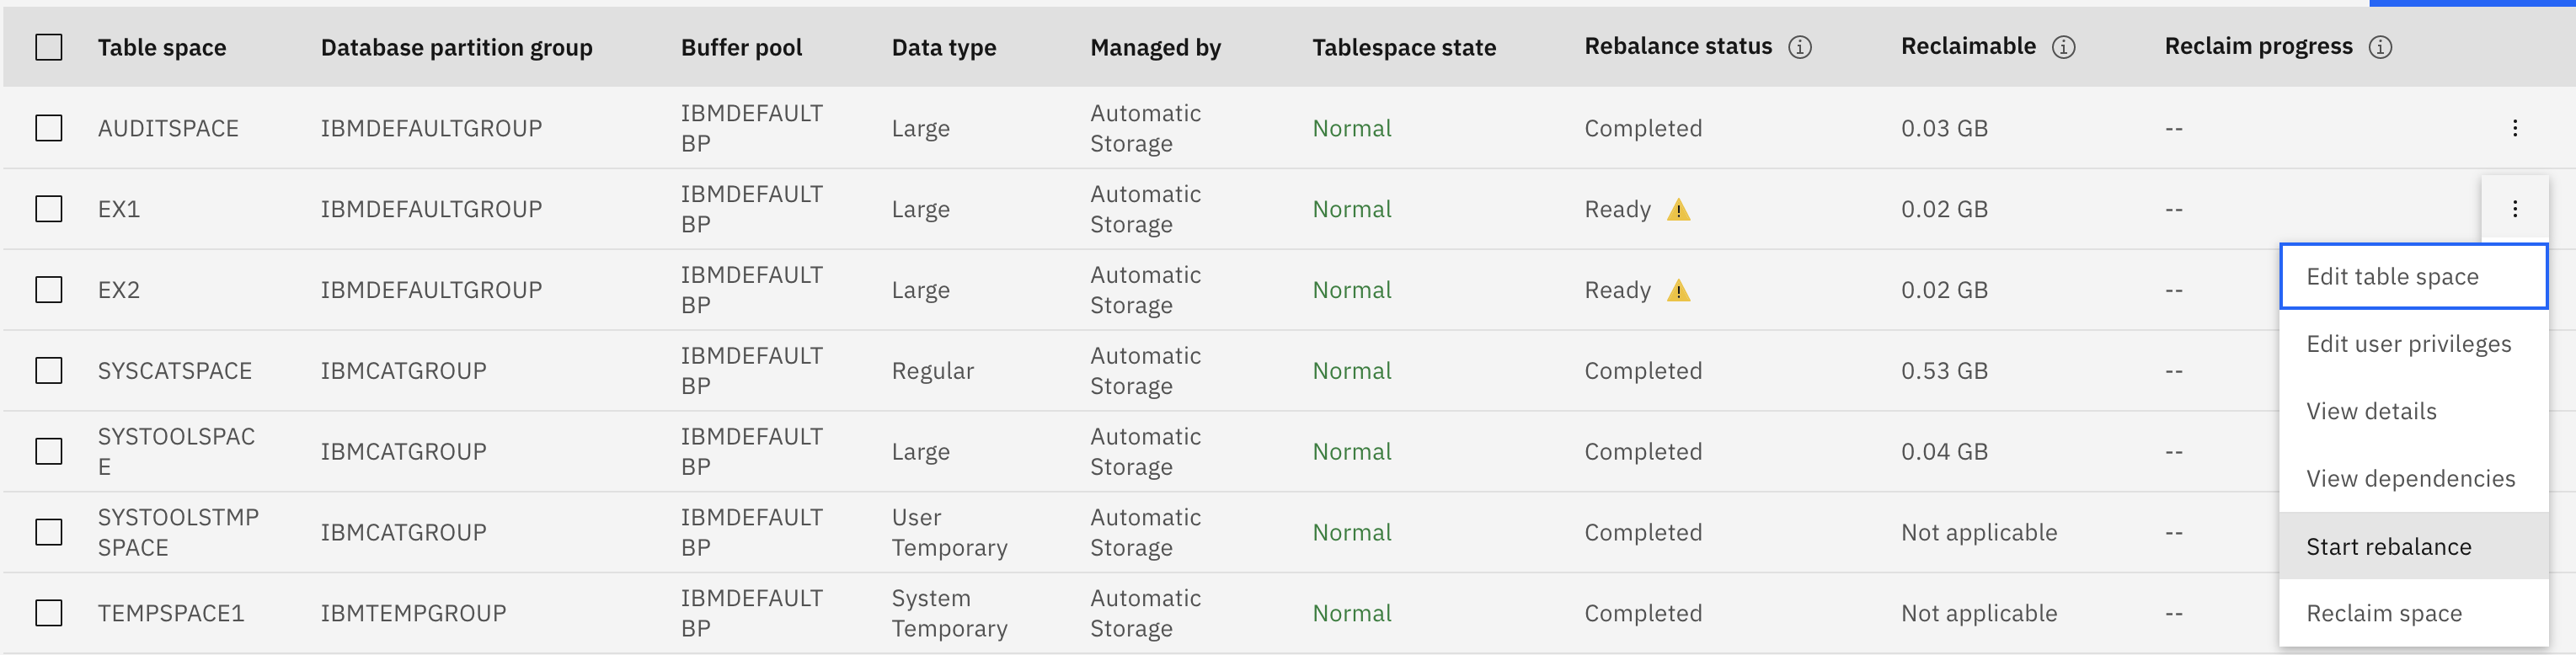 Table space Database partition group Buffer pool Data type Managed by Tablespace state Rebalance status Reclaimable Reclaim progress
AUDITSPACE IBMDEFAULTGROUP IBMDEFAULT Large Automatic Normal Completed 0.03 GB --
BP Storage
EX1 IBMDEFAULTGROUP IBMDEFAULT Large Automatic Normal Ready 0.02 GB --
BP Storage
EX2 IBMDEFAULTGROUP IBMDEFAULT Large Automatic Normal Ready 0.02 GB --
BP Storage
SYSCATSPACE IBMCATGROUP IBMDEFAULT Regular Automatic Normal Completed 0.53 GB --
BP Storage
SYSTOOLSPAC IBMCATGROUP IBMDEFAULT Large Automatic Normal Completed 0.04 GB --
E BP Storage
SYSTOOLSTMP IBMCATGROUP IBMDEFAULT User Automatic Normal Completed Not applicable --
SPACE BP Temporary Storage
TEMPSPACE1 IBMTEMPGROUP IBMDEFAULT System Automatic Normal Completed Not applicable --
BP Temporary Storage
Edit table space
Edit user privileges
View details
View dependencies
Start rebalance
Reclaim space